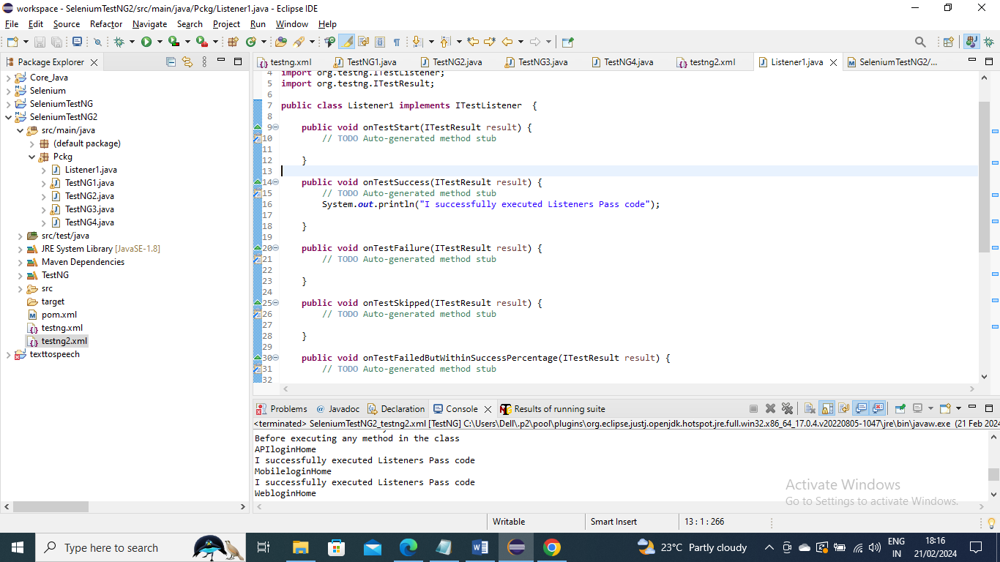 workspace - SeleniumTestNG2/src/main/java/Pckg/Listener1.java - Eclipse IDE
File Edit Source Refactor Navigate Search Project Run Window Help
Package Explorer
Core_Java
Selenium
SeleniumTestNG
SeleniumTestNG2
src/main/java
(default package)
Pckg
Listener1.java
TestNG1.java
TestNG2.java
TestNG3.java
TestNG4.java
src/test/java
JRE System Library [JavaSE-1.8]
Maven Dependencies
TestNG
src
target
pom.xml
testng.xml
testng2.xml
texttospeech
testng.xml TestNG1.java TestNG2.java TestNG3.java TestNG4.java testng2.xml Listener1.java SeleniumTestNG2/...
4 import org.testng.ITestListener;
5 import org.testng.ITestResult;
6
7 public class Listener1 implements ITestListener {
8
9 public void onTestStart(ITestResult result) {
10 // TODO Auto-generated method stub
11
12 }
13
14 public void onTestSuccess(ITestResult result) {
15 // TODO Auto-generated method stub
16 System.out.println("I successfully executed Listeners Pass code");
17
18 }
19
20 public void onTestFailure(ITestResult result) {
21 // TODO Auto-generated method stub
22
23 }
24
25 public void onTestSkipped(ITestResult result) {
26 // TODO Auto-generated method stub
27
28 }
29
30 public void onTestFailedButWithinSuccessPercentage(ITestResult result) {
31 // TODO Auto-generated method stub
32
Problems @ Javadoc Declaration Console Results of running suite
<terminated> SeleniumTestNG2_testng2.xml [TestNG] C:\Users\Dell\.p2\pool\plugins\org.eclipse.justj.openjdk.hotspot.jre.full.win32.x86_64_17.0.4.v20220805-1047\jre\bin\javaw.exe (21 Feb 2024
Before executing any method in the class
APIloginHome
I successfully executed Listeners Pass code
MobileloginHome
I successfully executed Listeners Pass code
WebloginHome
Activate Windows
Go to Settings to activate Windows.
Writable Smart Insert 13 : 1 : 266
Type here to search
23°C Partly cloudy
ENG
IN
18:16
21/02/2024